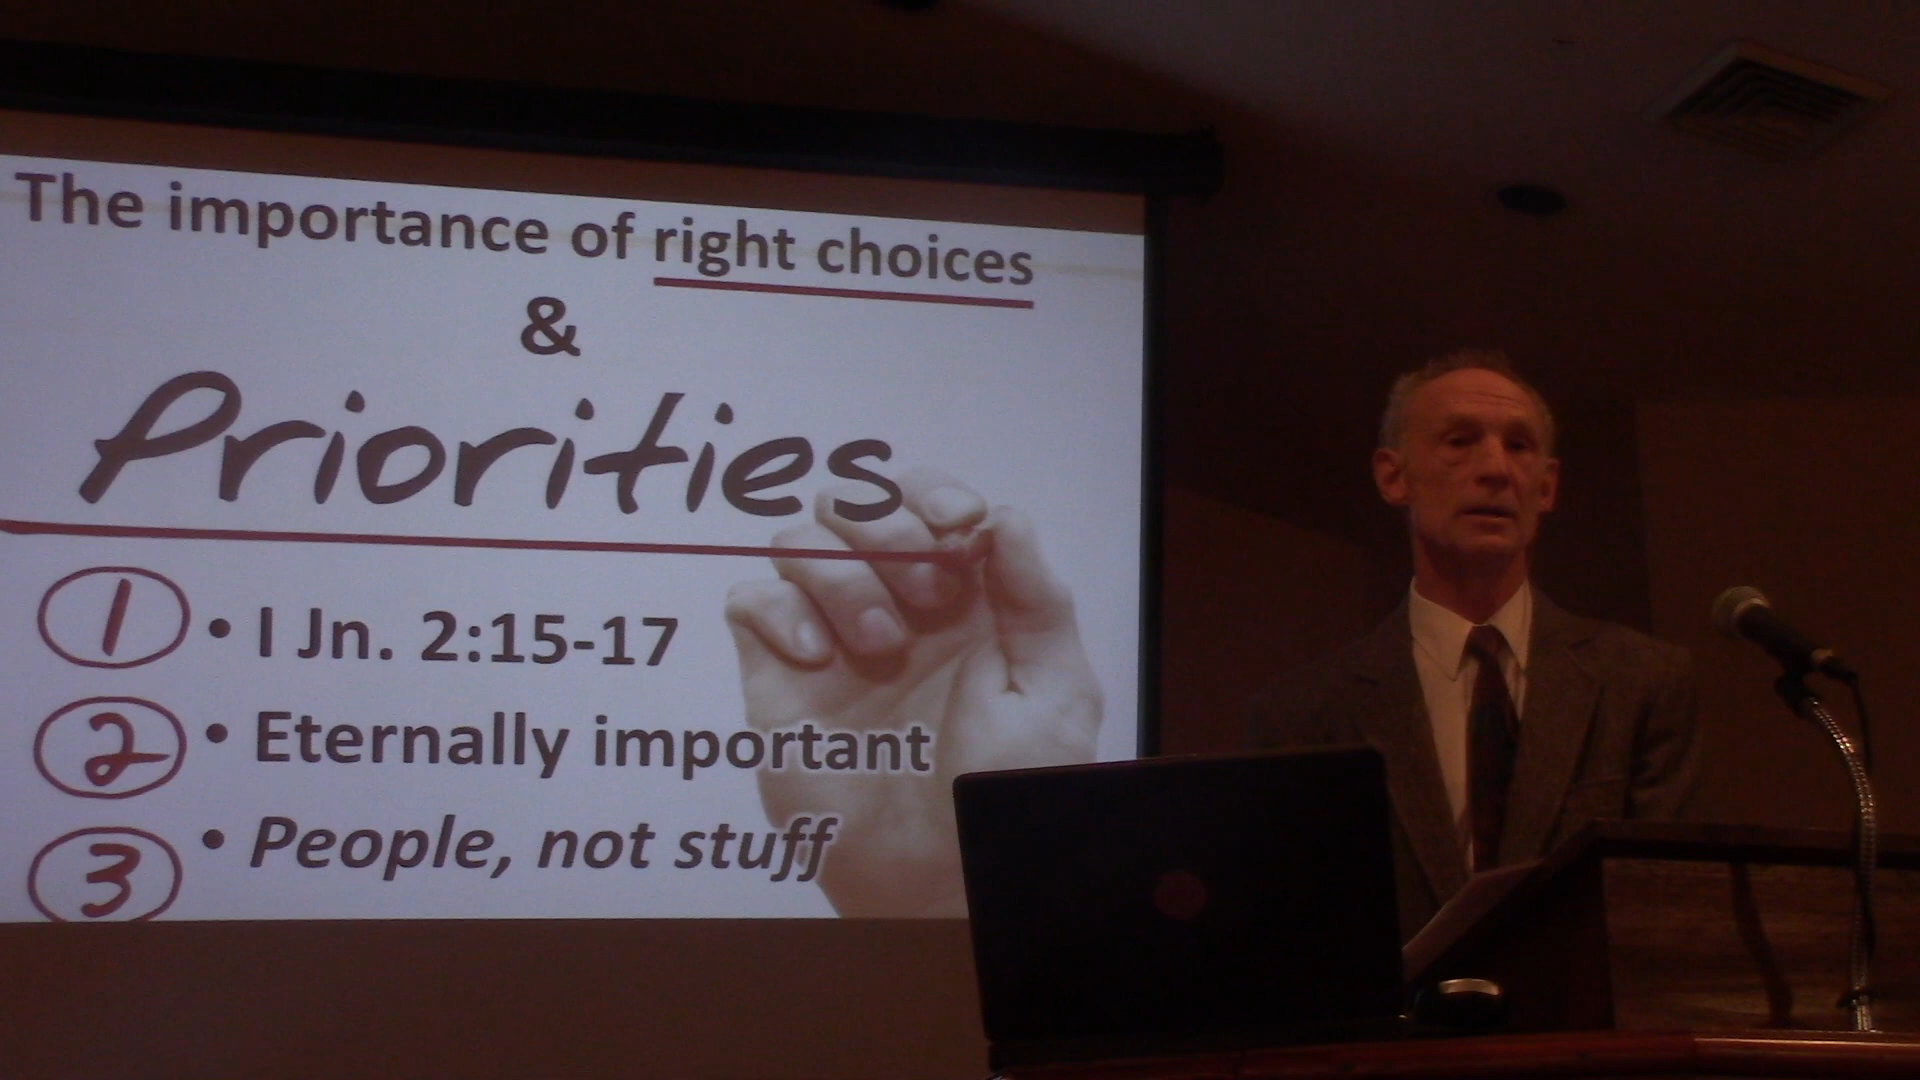 The importance of right choices
&
Priorities
1 • I Jn. 2:15-17
2 • Eternally important
3 • People, not stuff